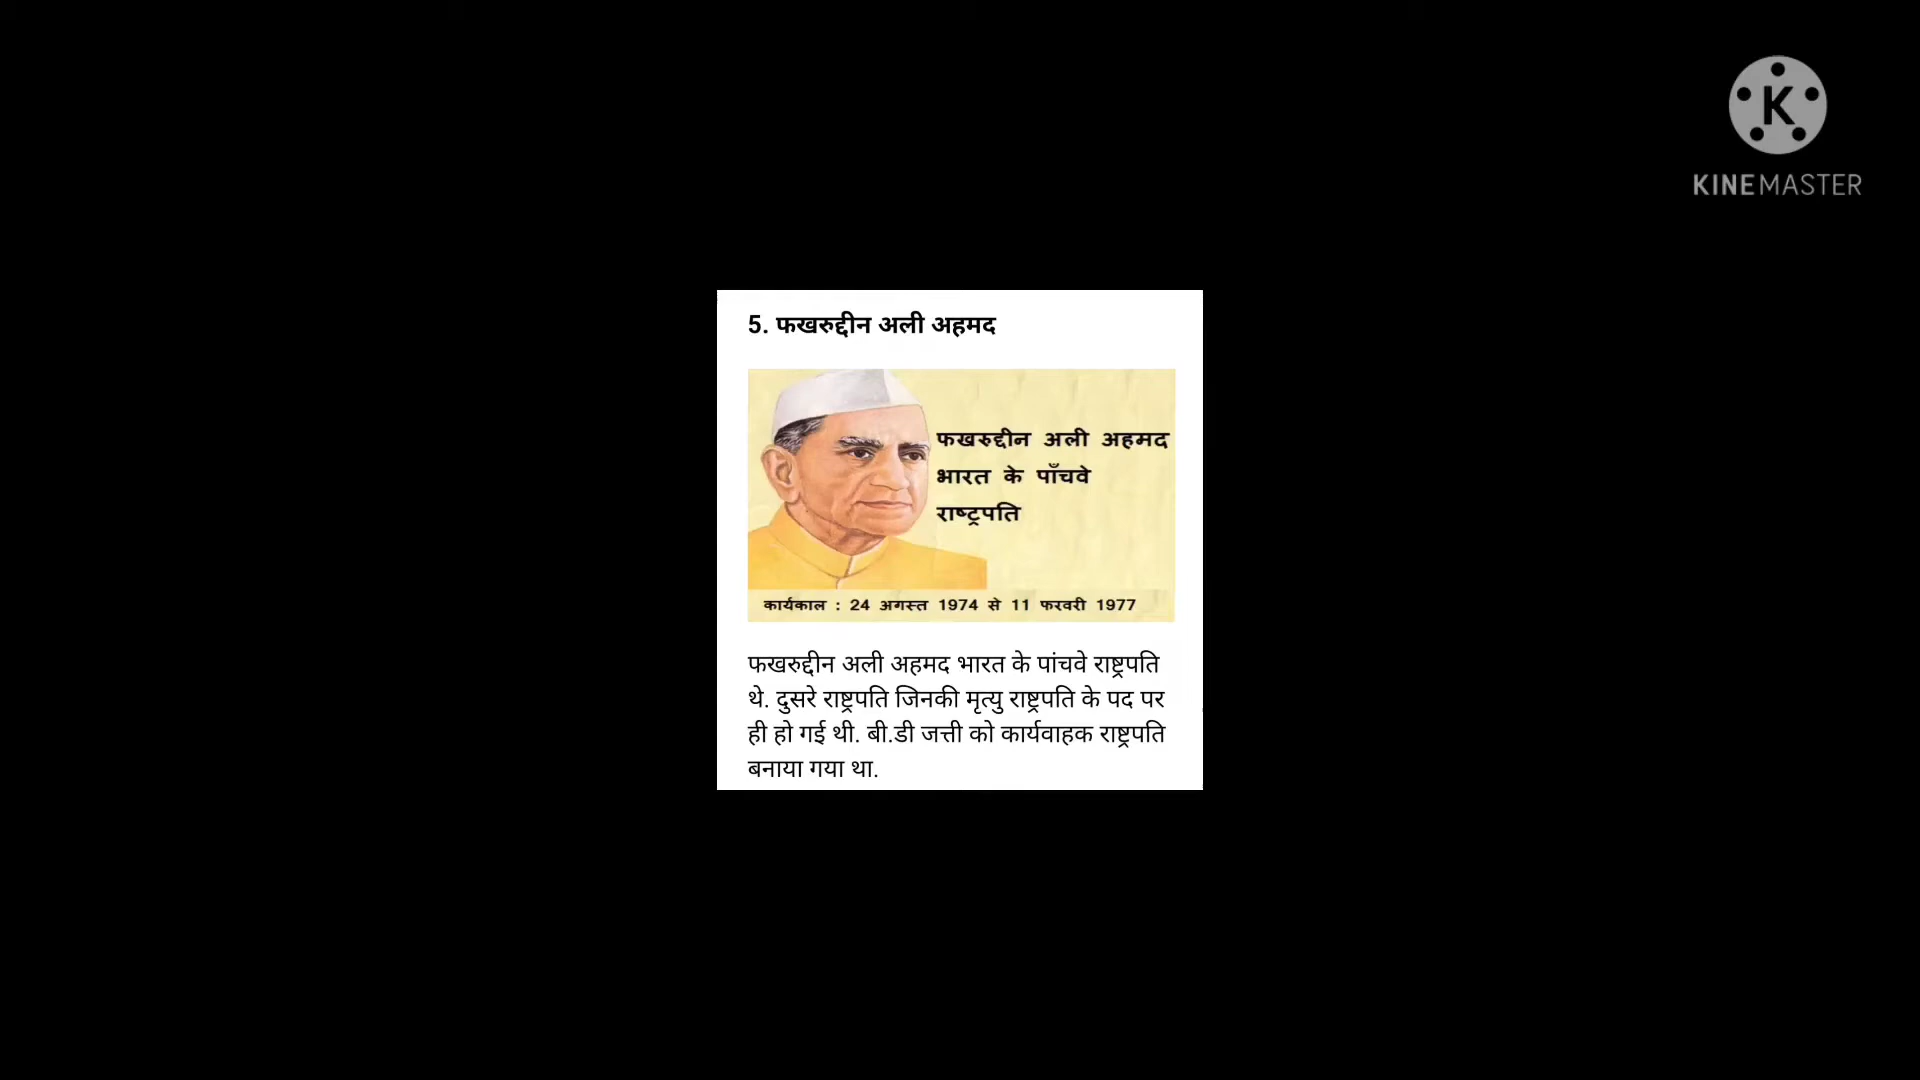 KINEMASTER
5. फखरुद्दीन अली अहमद
फखरुद्दीन अली अहमद
भारत के पाँचवे
राष्ट्रपति
कार्यकाल : 24 अगस्त 1974 से 11 फरवरी 1977
फखरुद्दीन अली अहमद भारत के पांचवे राष्ट्रपति
थे. दुसरे राष्ट्रपति जिनकी मृत्यु राष्ट्रपति के पद पर
ही हो गई थी. बी.डी जत्ती को कार्यवाहक राष्ट्रपति
बनाया गया था.